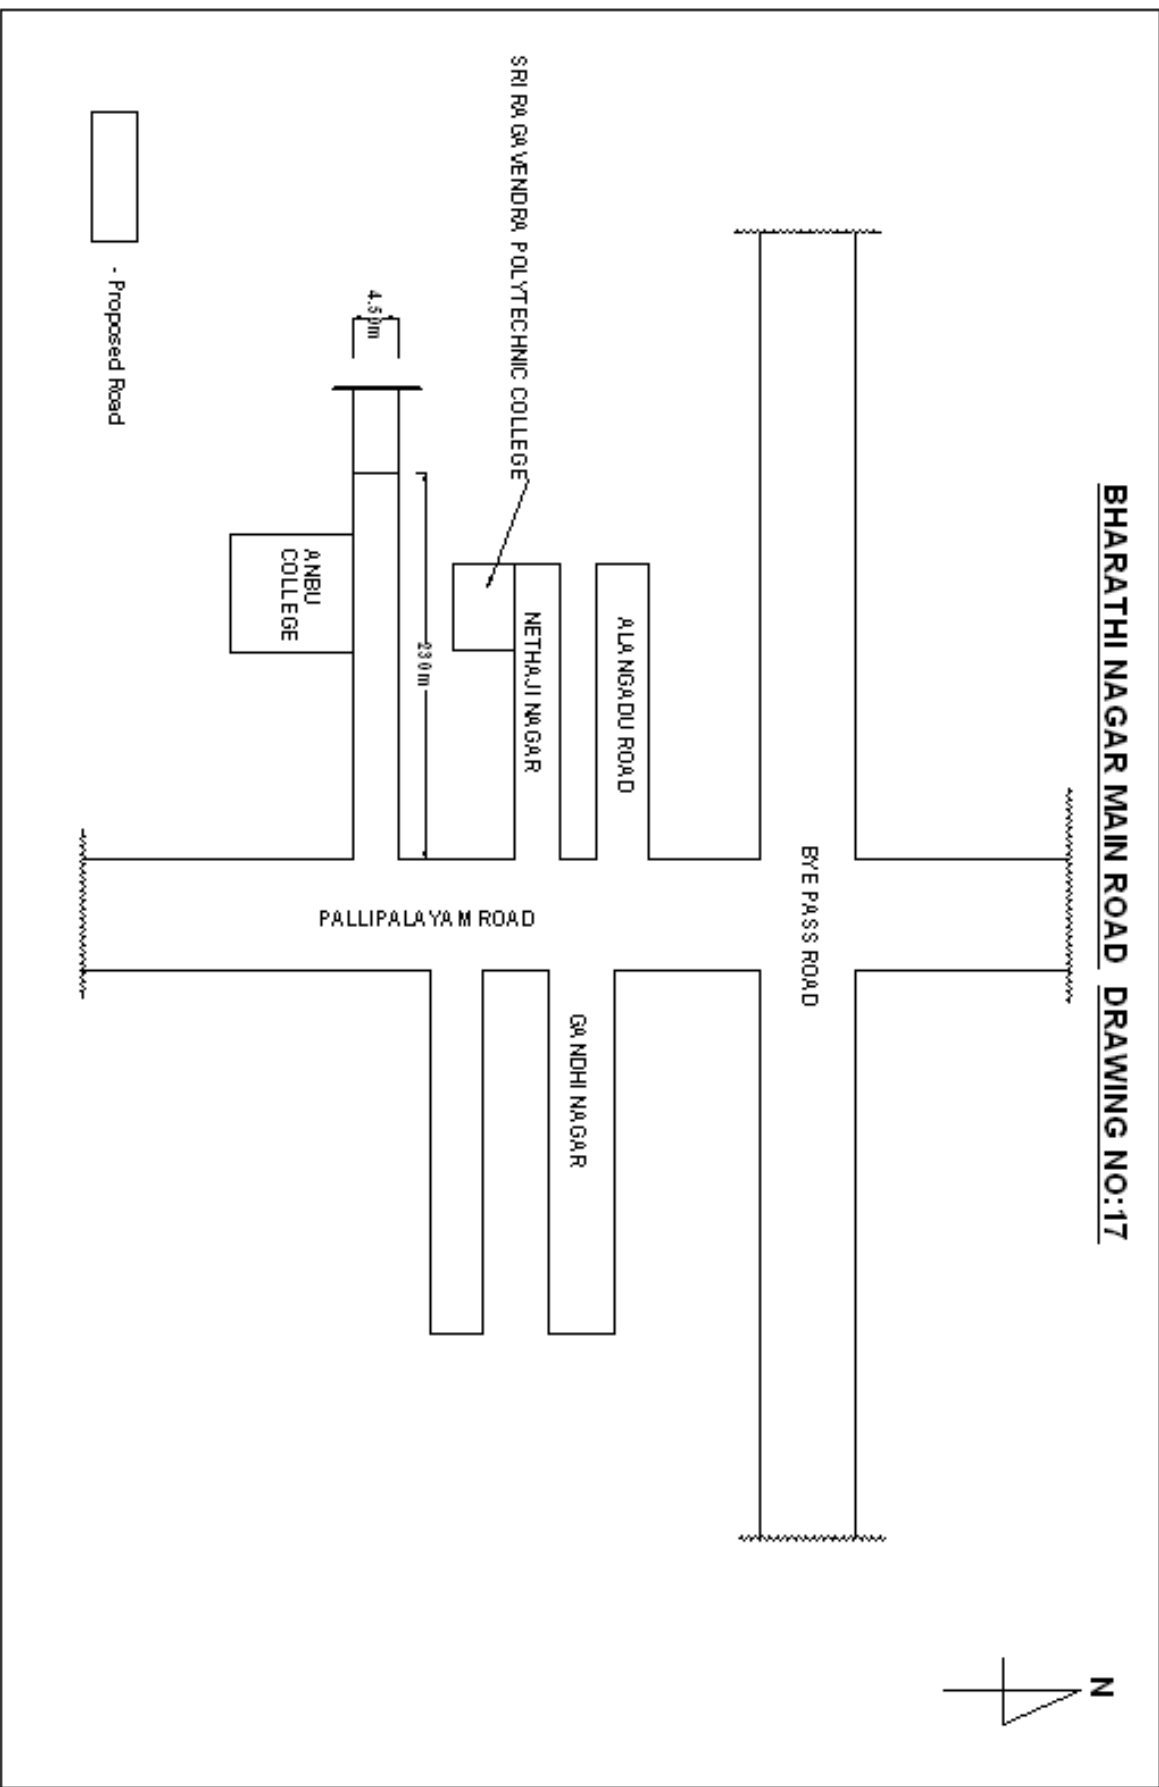 BHARATHI NAGAR MAIN ROAD DRAWING NO:17
N
BYE PASS ROAD
ALANGADU ROAD
NETHAJI NAGAR
GANDHI NAGAR
SRI RAGAVENDRA POLYTECHNIC COLLEGE
PALLIPALAYAM ROAD
230m
4.50m
ANBU
COLLEGE
- Proposed Road